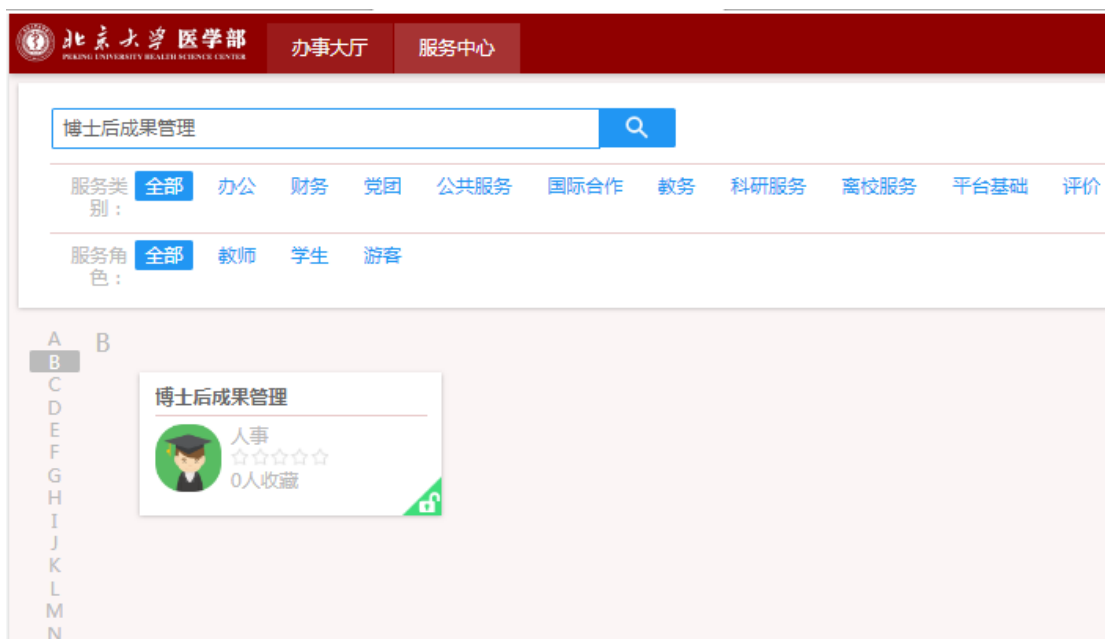 北京大学 医学部 办事大厅 服务中心
PEKING UNIVERSITY HEALTH SCIENCE CENTER
博士后成果管理
服务类别： 全部 办公 财务 党团 公共服务 国际合作 教务 科研服务 离校服务 平台基础 评价
服务角色： 全部 教师 学生 游客
A
B
C
D
E
F
G
H
I
J
K
L
M
N
B
博士后成果管理
人事
0人收藏